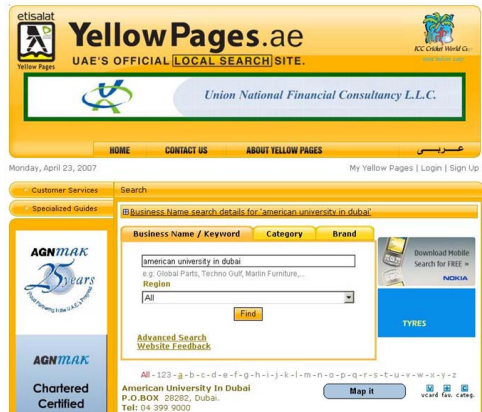 etisalat
Yellow Pages
YellowPages.ae
UAE'S OFFICIAL LOCAL SEARCH SITE.
ICC Cricket World Cu
Union National Financial Consultancy L.L.C.
HOME CONTACT US ABOUT YELLOW PAGES عــربــــى
Monday, April 23, 2007 My Yellow Pages | Login | Sign Up
Customer Services Search
Specialized Guides
Business Name search details for 'american university in dubai'
Business Name / Keyword Category Brand
american university in dubai
e.g: Global Parts, Techno Gulf, Marlin Furniture,...
Region
All
Find
Advanced Search
Website Feedback
AGNMAK
25 years
AGNMAK
Chartered
Certified
Download Mobile
Search for FREE »
NOKIA
TYRES
All - 123 - a - b - c - d - e - f - g - h - i - j - k - l - m - n - o - p - q - r - s - t - u - v - w - x - y - z
American University In Dubai
P.O.BOX 28282, Dubai.
Tel: 04 399 9000
Map it
vcard fav. categ.